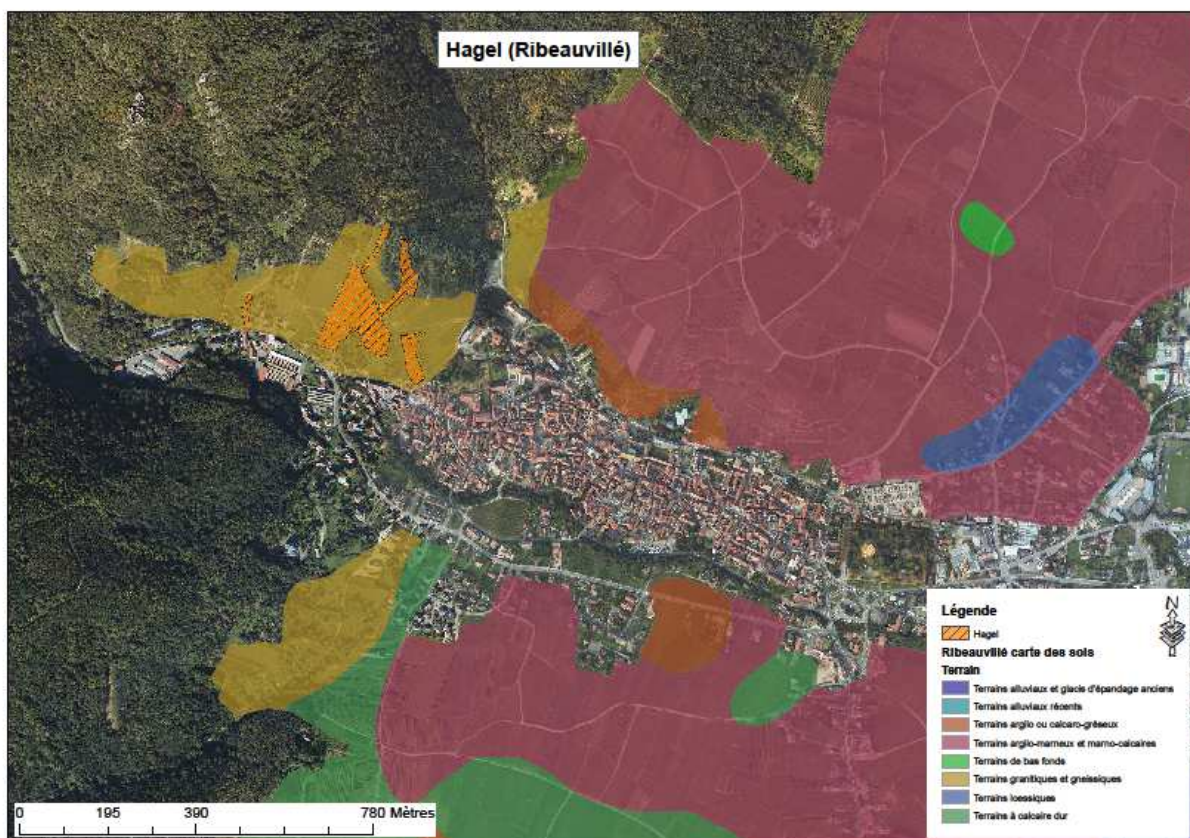 Hagel (Ribeauvillé)
Légende
N
Hagel
Ribeauvillé carte des sols
Terrain
Terrains alluviaux et glacis d'épandage anciens
Terrains alluviaux récents
Terrains argilo ou calcaro-gréseux
Terrains argilo-marneux et marno-calcaires
Terrains de bas fonds
Terrains granitiques et gneissiques
Terrains loessiques
Terrains à calcaire dur
0 195 390 780 Mètres